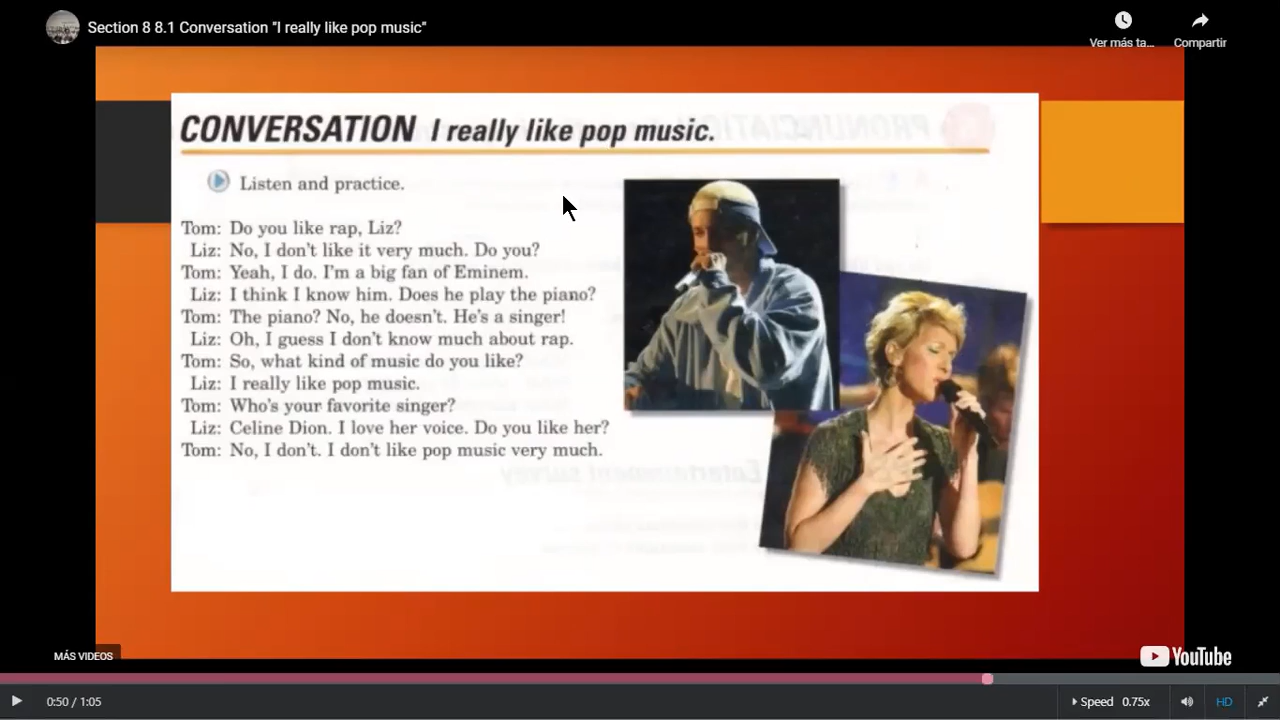 Section 8 8.1 Conversation "I really like pop music"
Ver más ta...
Compartir
CONVERSATION I really like pop music.
Listen and practice.
Tom: Do you like rap, Liz?
Liz: No, I don't like it very much. Do you?
Tom: Yeah, I do. I'm a big fan of Eminem.
Liz: I think I know him. Does he play the piano?
Tom: The piano? No, he doesn't. He's a singer!
Liz: Oh, I guess I don't know much about rap.
Tom: So, what kind of music do you like?
Liz: I really like pop music.
Tom: Who's your favorite singer?
Liz: Celine Dion. I love her voice. Do you like her?
Tom: No, I don't. I don't like pop music very much.
MÁS VIDEOS
YouTube
0:50 / 1:05
Speed 0.75x
HD